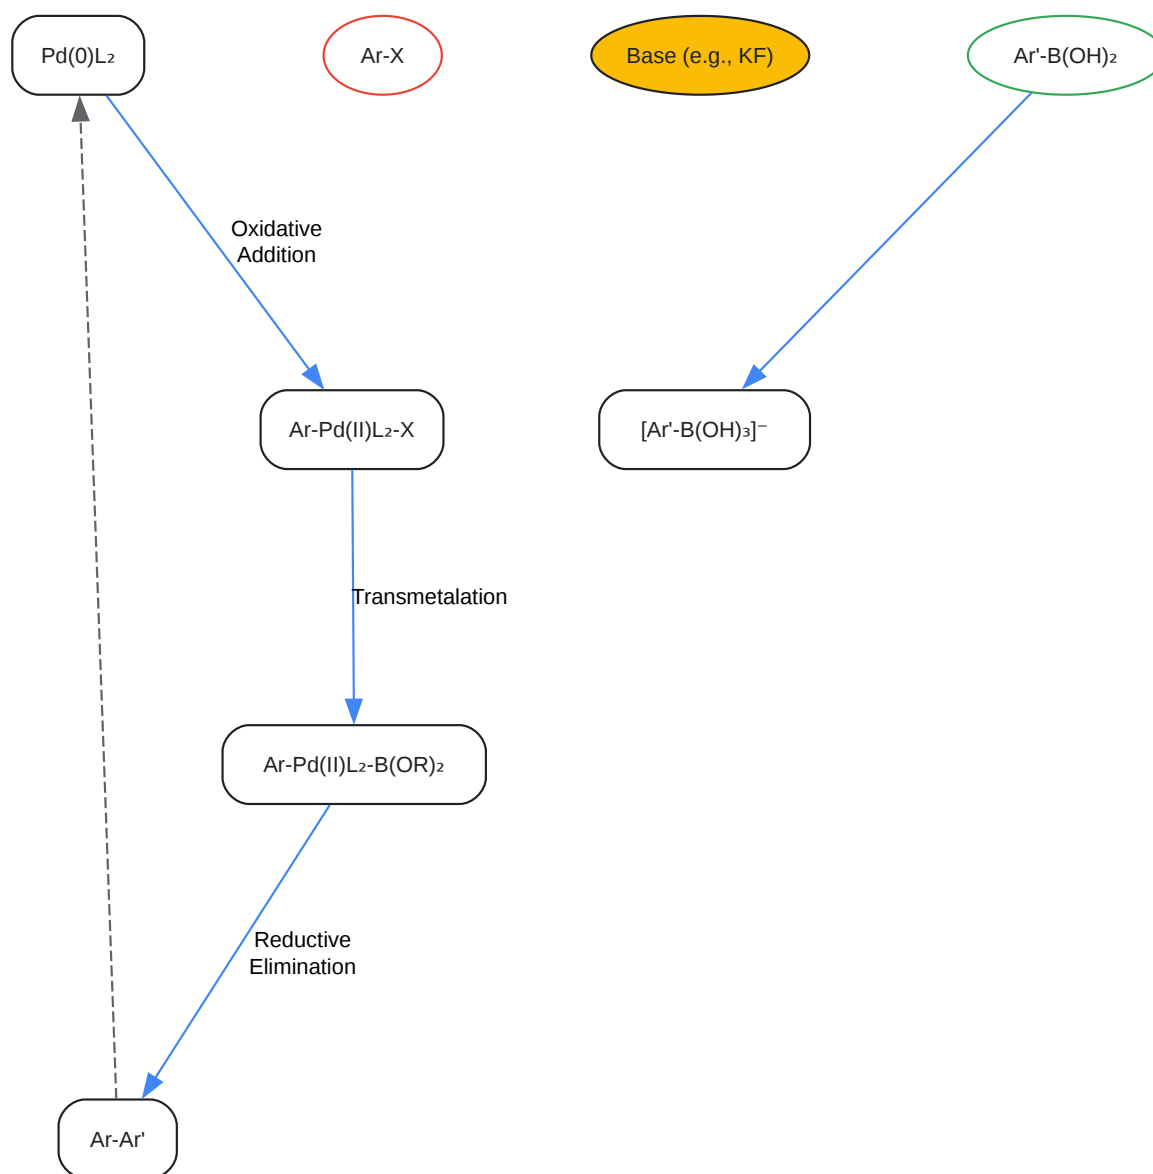 Pd(0)L₂
Ar-X
Base (e.g., KF)
Ar'-B(OH)₂
Oxidative
Addition
Ar-Pd(II)L₂-X
[Ar'-B(OH)₃]⁻
Transmetalation
Ar-Pd(II)L₂-B(OR)₂
Reductive
Elimination
Ar-Ar'